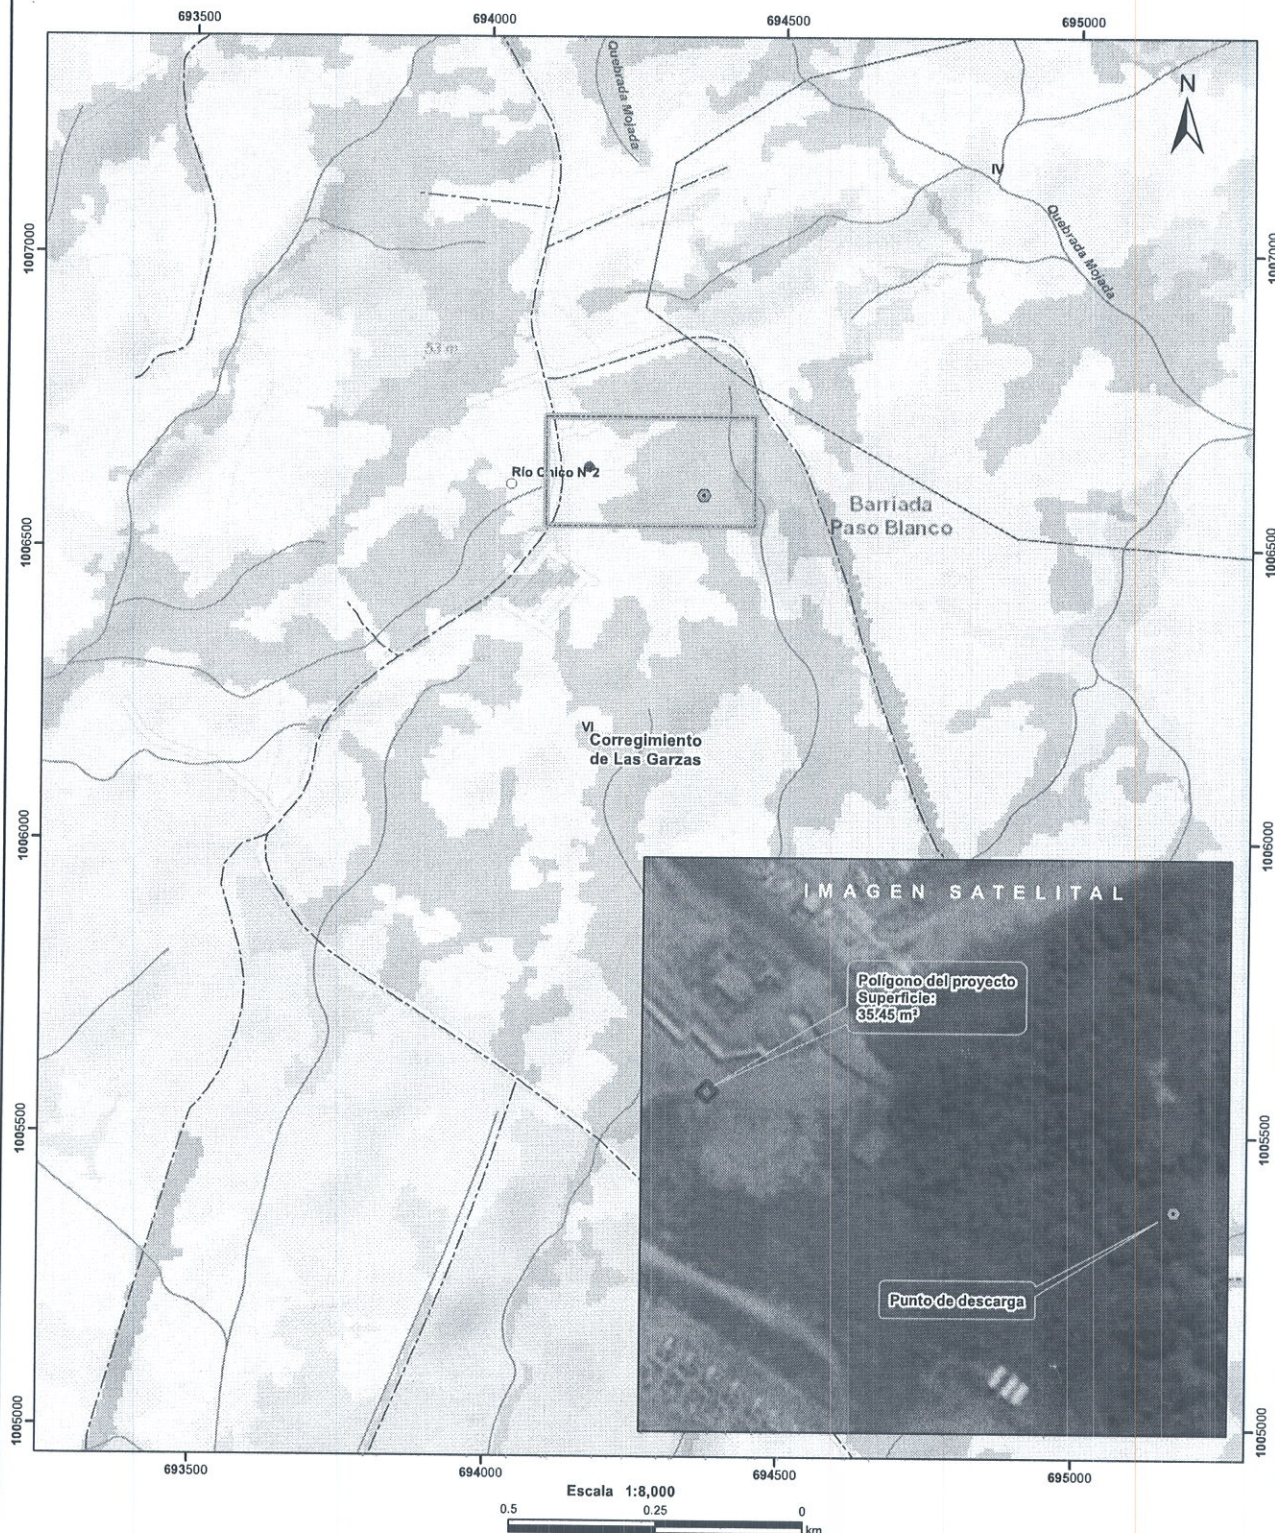 693500
694000
694500
695000
N
Quebrada Mojada
IV
Quebrada Mojada
1007000
1007000
53 m
Río Chico N°2
Barriada
Paso Blanco
1006500
1006500
VI
Corregimiento
de Las Garzas
1006000
1006000
IMAGEN SATELITAL
Polígono del proyecto
Superficie:
35.45 m²
1005500
1005500
Punto de descarga
1005000
1005000
693500
694000
694500
695000
Escala 1:8,000
0.5
0.25
0
km